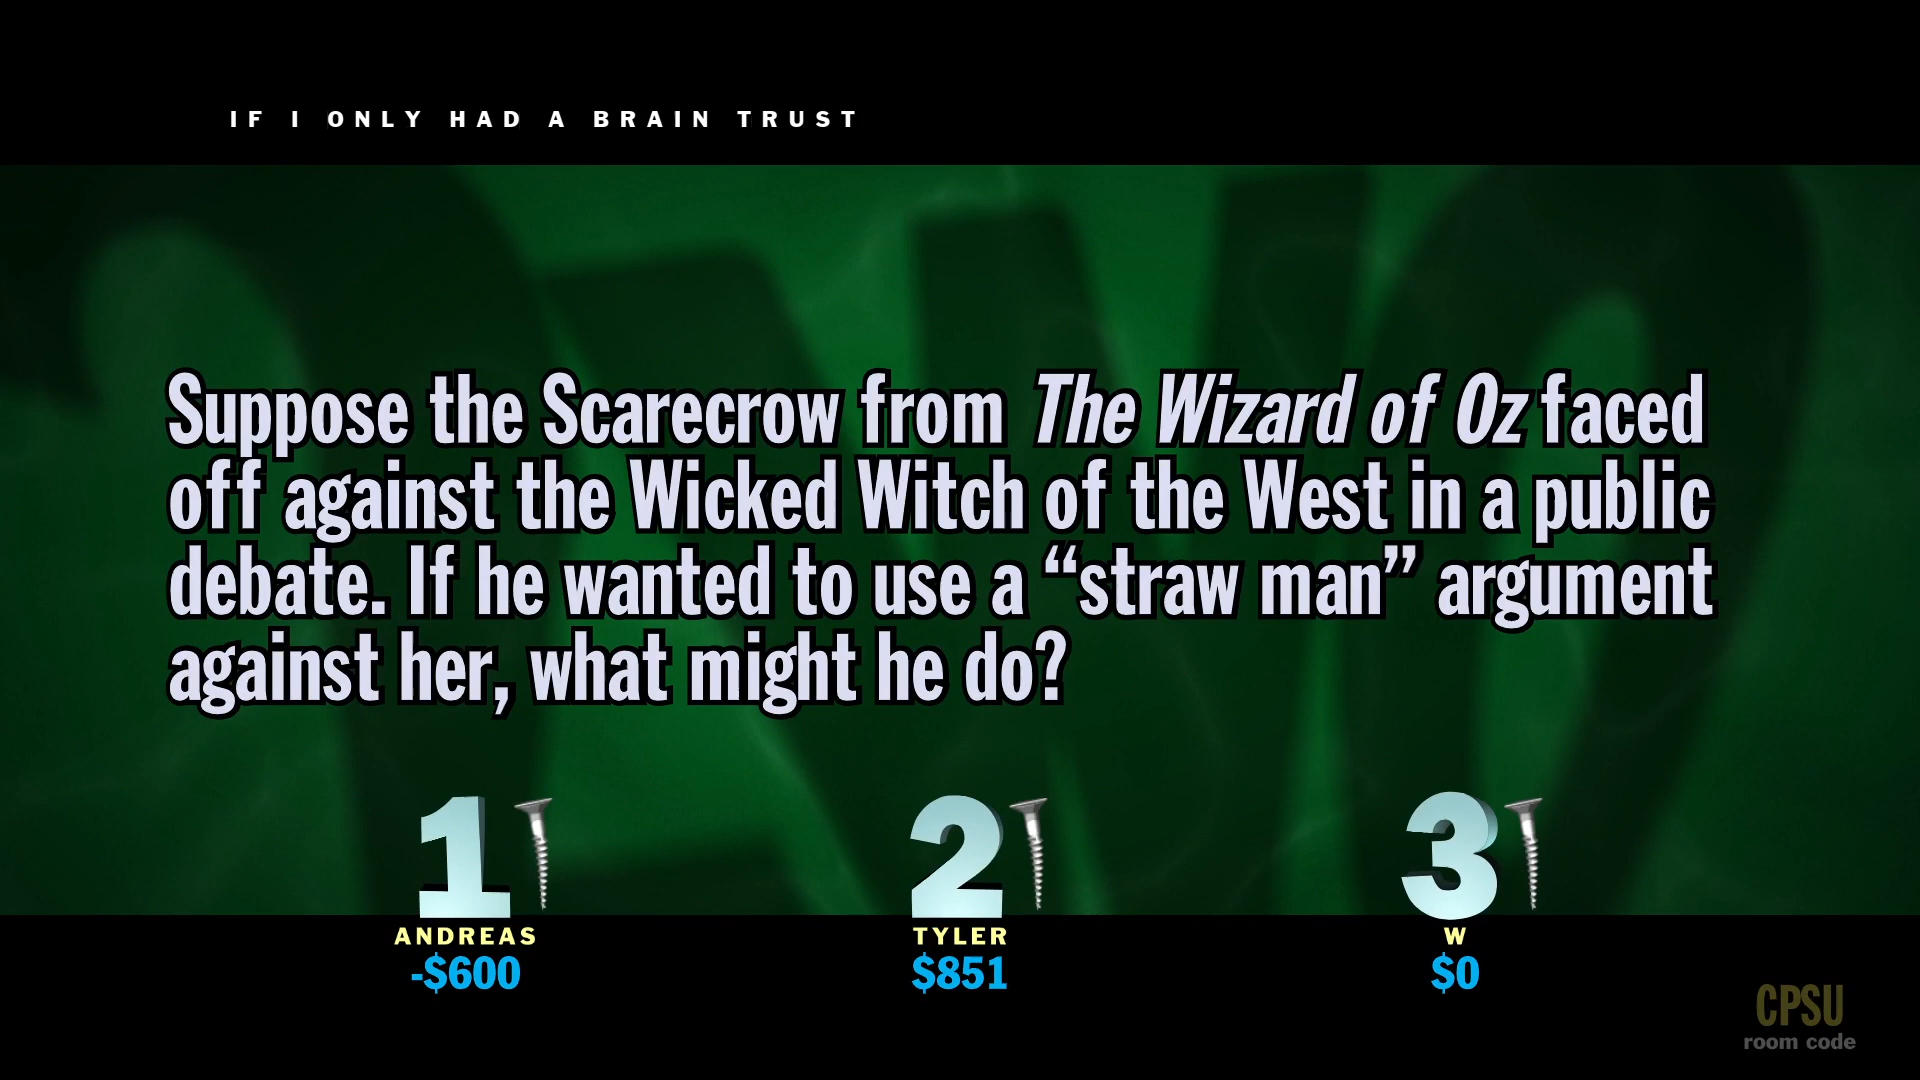 IF I ONLY HAD A BRAIN TRUST
Suppose the Scarecrow from The Wizard of Oz faced
off against the Wicked Witch of the West in a public
debate. If he wanted to use a “straw man” argument
against her, what might he do?
1 2 3
ANDREAS TYLER W
-$600 $851 $0
CPSU
room code